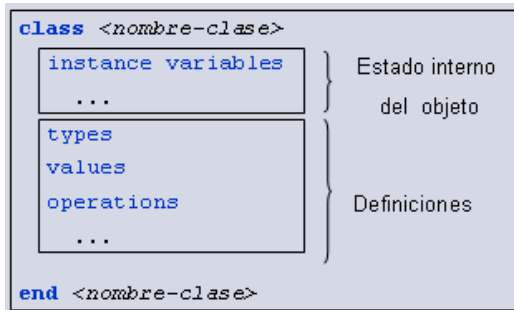 class <nombre-clase>
instance variables
...
Estado interno
del objeto
types
values
operations
...
Definiciones
end <nombre-clase>